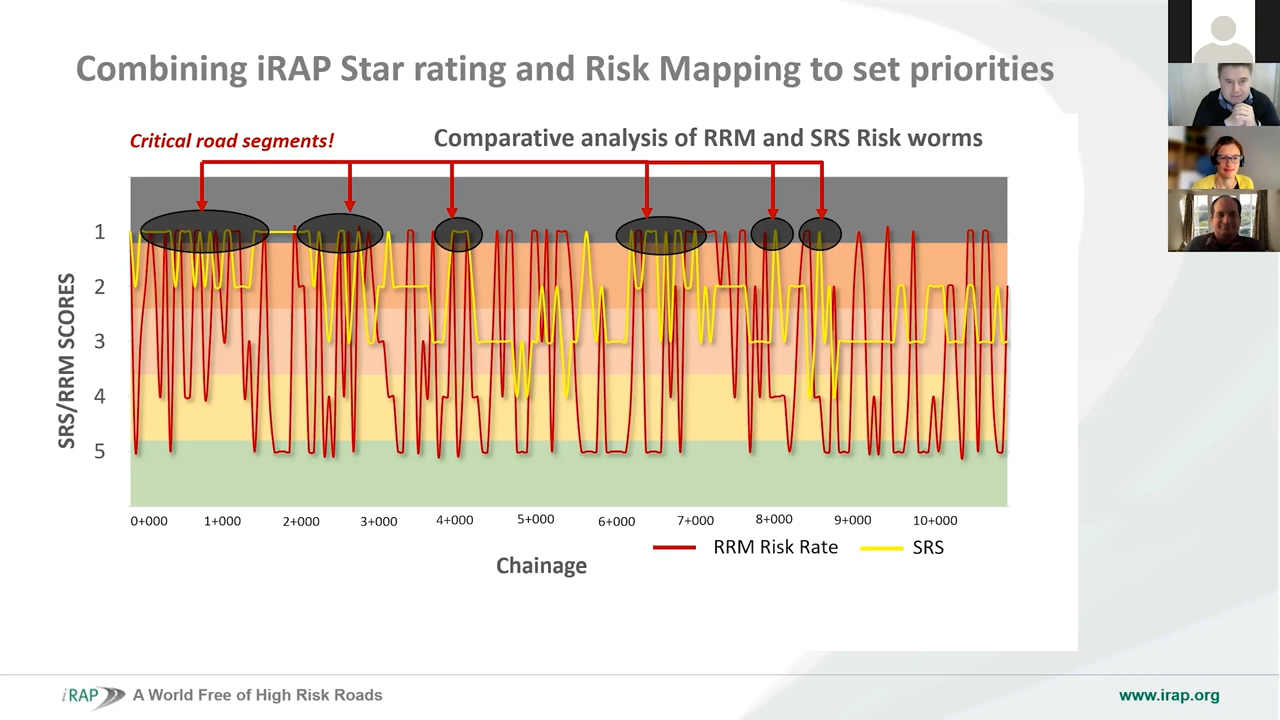 Combining iRAP Star rating and Risk Mapping to set priorities
Critical road segments!
Comparative analysis of RRM and SRS Risk worms
SRS/RRM SCORES
1
2
3
4
5
0+000 1+000 2+000 3+000 4+000 5+000 6+000 7+000 8+000 9+000 10+000
RRM Risk Rate SRS
Chainage
iRAP A World Free of High Risk Roads
www.irap.org